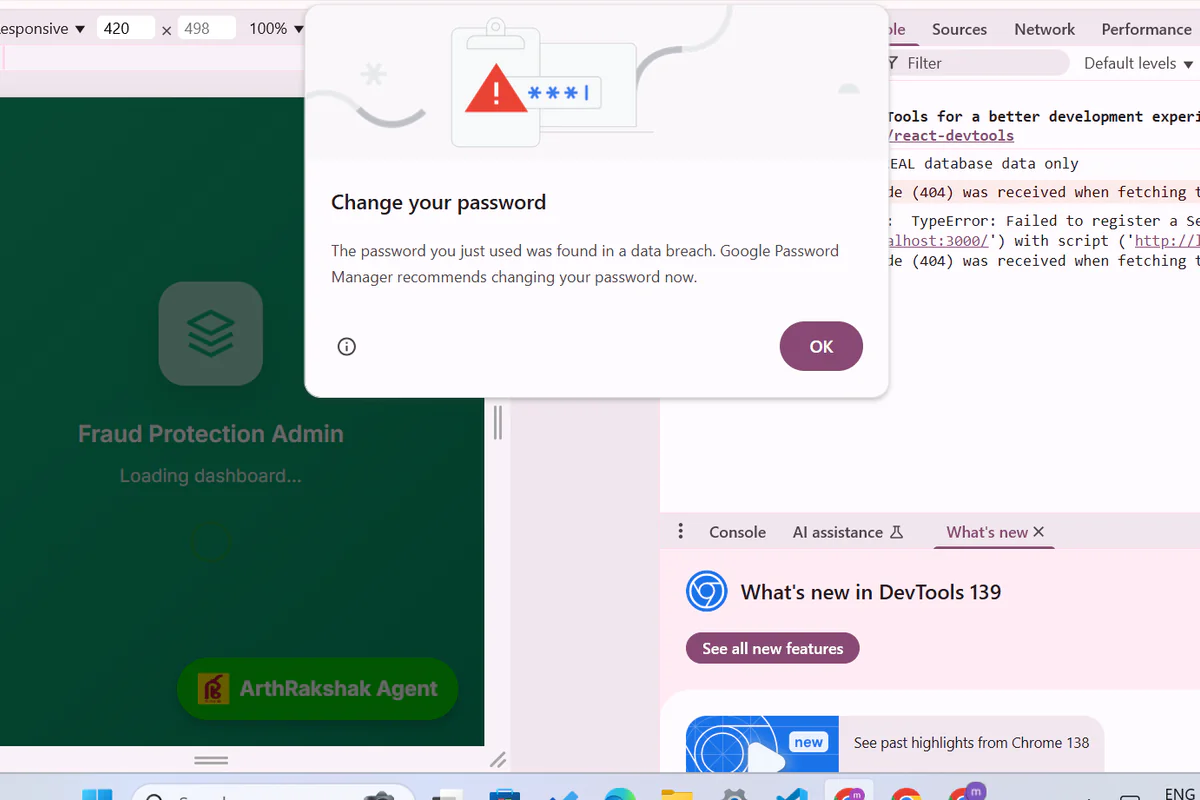 esponsive ▼ 420 × 498 100% ▼
ole Sources Network Performance
Filter Default levels ▼
***|
Change your password
The password you just used was found in a data breach. Google Password
Manager recommends changing your password now.
OK
Tools for a better development experi
/react-devtools
EAL database data only
de (404) was received when fetching t
: TypeError: Failed to register a Se
alhost:3000/') with script ('http://l
de (404) was received when fetching t
Fraud Protection Admin
Loading dashboard...
ArthRakshak Agent
Console AI assistance What's new ×
What's new in DevTools 139
See all new features
new
See past highlights from Chrome 138
m
m
ENG